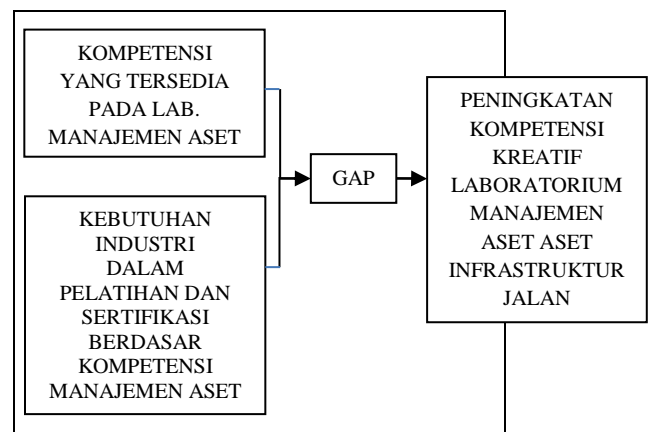 KOMPETENSI
YANG TERSEDIA
PADA LAB.
MANAJEMEN ASET
KEBUTUHAN
INDUSTRI
DALAM
PELATIHAN DAN
SERTIFIKASI
BERDASAR
KOMPETENSI
MANAJEMEN ASET
GAP
PENINGKATAN
KOMPETENSI
KREATIF
LABORATORIUM
MANAJEMEN
ASET ASET
INFRASTRUKTUR
JALAN